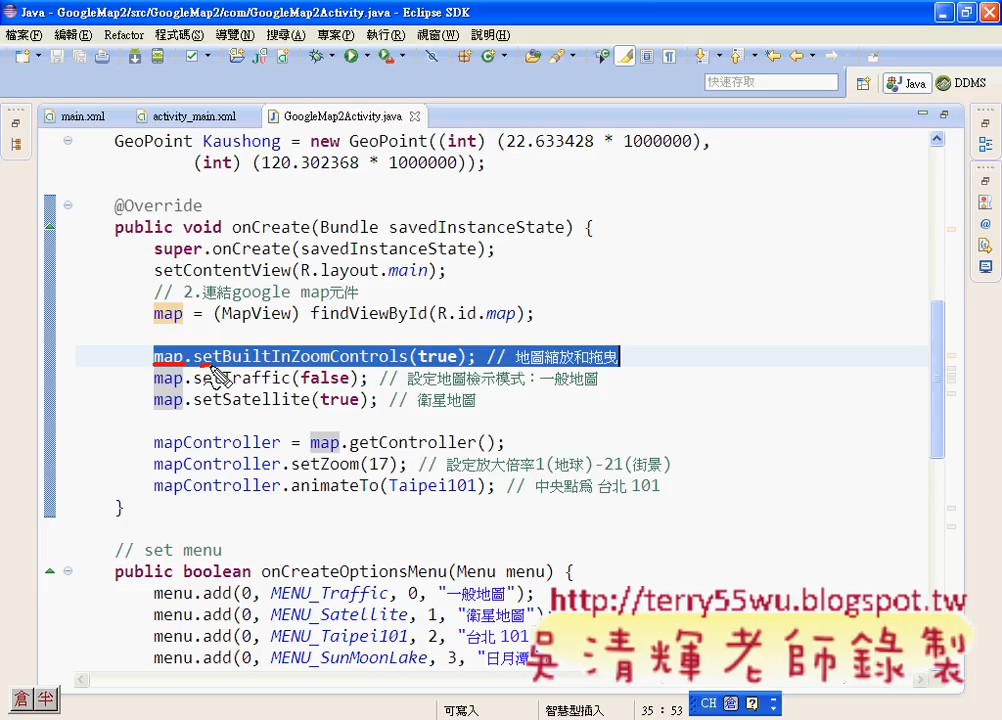 Java - GoogleMap2/src/GoogleMap2/com/GoogleMap2Activity.java - Eclipse SDK
檔案(F) 編輯(E) Refactor 程式碼(S) 導覽(N) 搜尋(A) 專案(P) 執行(R) 視窗(W) 說明(H)
快速存取 Java DDMS
main.xml activity_main.xml GoogleMap2Activity.java
GeoPoint Kaushong = new GeoPoint((int) (22.633428 * 1000000),
(int) (120.302368 * 1000000));
@Override
public void onCreate(Bundle savedInstanceState) {
super.onCreate(savedInstanceState);
setContentView(R.layout.main);
// 2.連結google map元件
map = (MapView) findViewById(R.id.map);
map.setBuiltInZoomControls(true); // 地圖縮放和拖曳
map.setTraffic(false); // 設定地圖檢示模式：一般地圖
map.setSatellite(true); // 衛星地圖
mapController = map.getController();
mapController.setZoom(17); // 設定放大倍率1(地球)-21(街景)
mapController.animateTo(Taipei101); // 中央點為 台北 101
}
// set menu
public boolean onCreateOptionsMenu(Menu menu) {
menu.add(0, MENU_Traffic, 0, "一般地圖");
menu.add(0, MENU_Satellite, 1, "衛星地圖")
menu.add(0, MENU_Taipei101, 2, "台北 101
menu.add(0, MENU_SunMoonLake, 3, "日月潭
http://terry55wu.blogspot.tw
吳清輝老師錄製
倉 半
可寫入 智慧型插入 35 : 53 CH 倉 ?